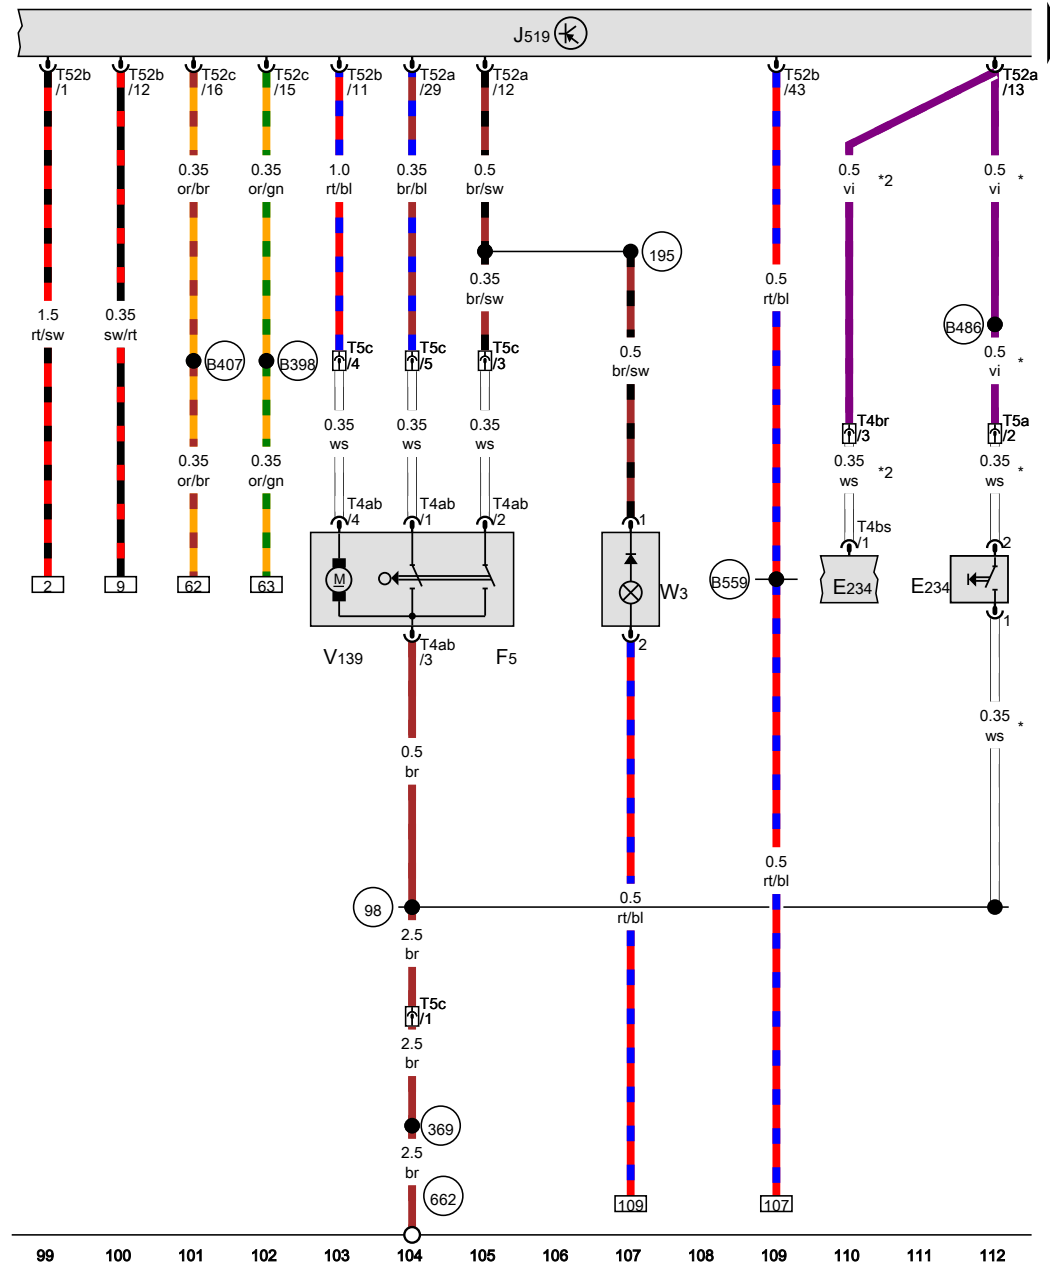 J519
T52b T52b T52c T52c T52b T52a T52a T52b T52a
/1 /12 /16 /15 /11 /29 /12 /43 /13
0.35 0.35 1.0 0.35 0.5 0.5 0.5
or/br or/gn rt/bl br/bl br/sw vi *2 vi *
195
0.35 0.5
br/sw rt/bl
1.5 0.35
rt/sw sw/rt
B486
T5c T5c T5c 0.5 0.5
B407 B398 /4 /5 /3 br/sw vi *
0.35 0.35 0.35 T4br T5a
ws ws ws /3 /2
0.35 0.35 0.35 0.35
or/br or/gn ws *2 ws *
T4ab T4ab T4ab T4bs
/4 /1 /2 1 /1 2
2 9 62 63 M W3 B559 E234 E234
1
V139 T4ab F5 2
/3
0.35
ws *
0.5
br
0.5
rt/bl
98 0.5
rt/bl
2.5
br
T5c
/1
2.5
br
369
2.5
br
662 109 107
99 100 101 102 103 104 105 106 107 108 109 110 111 112